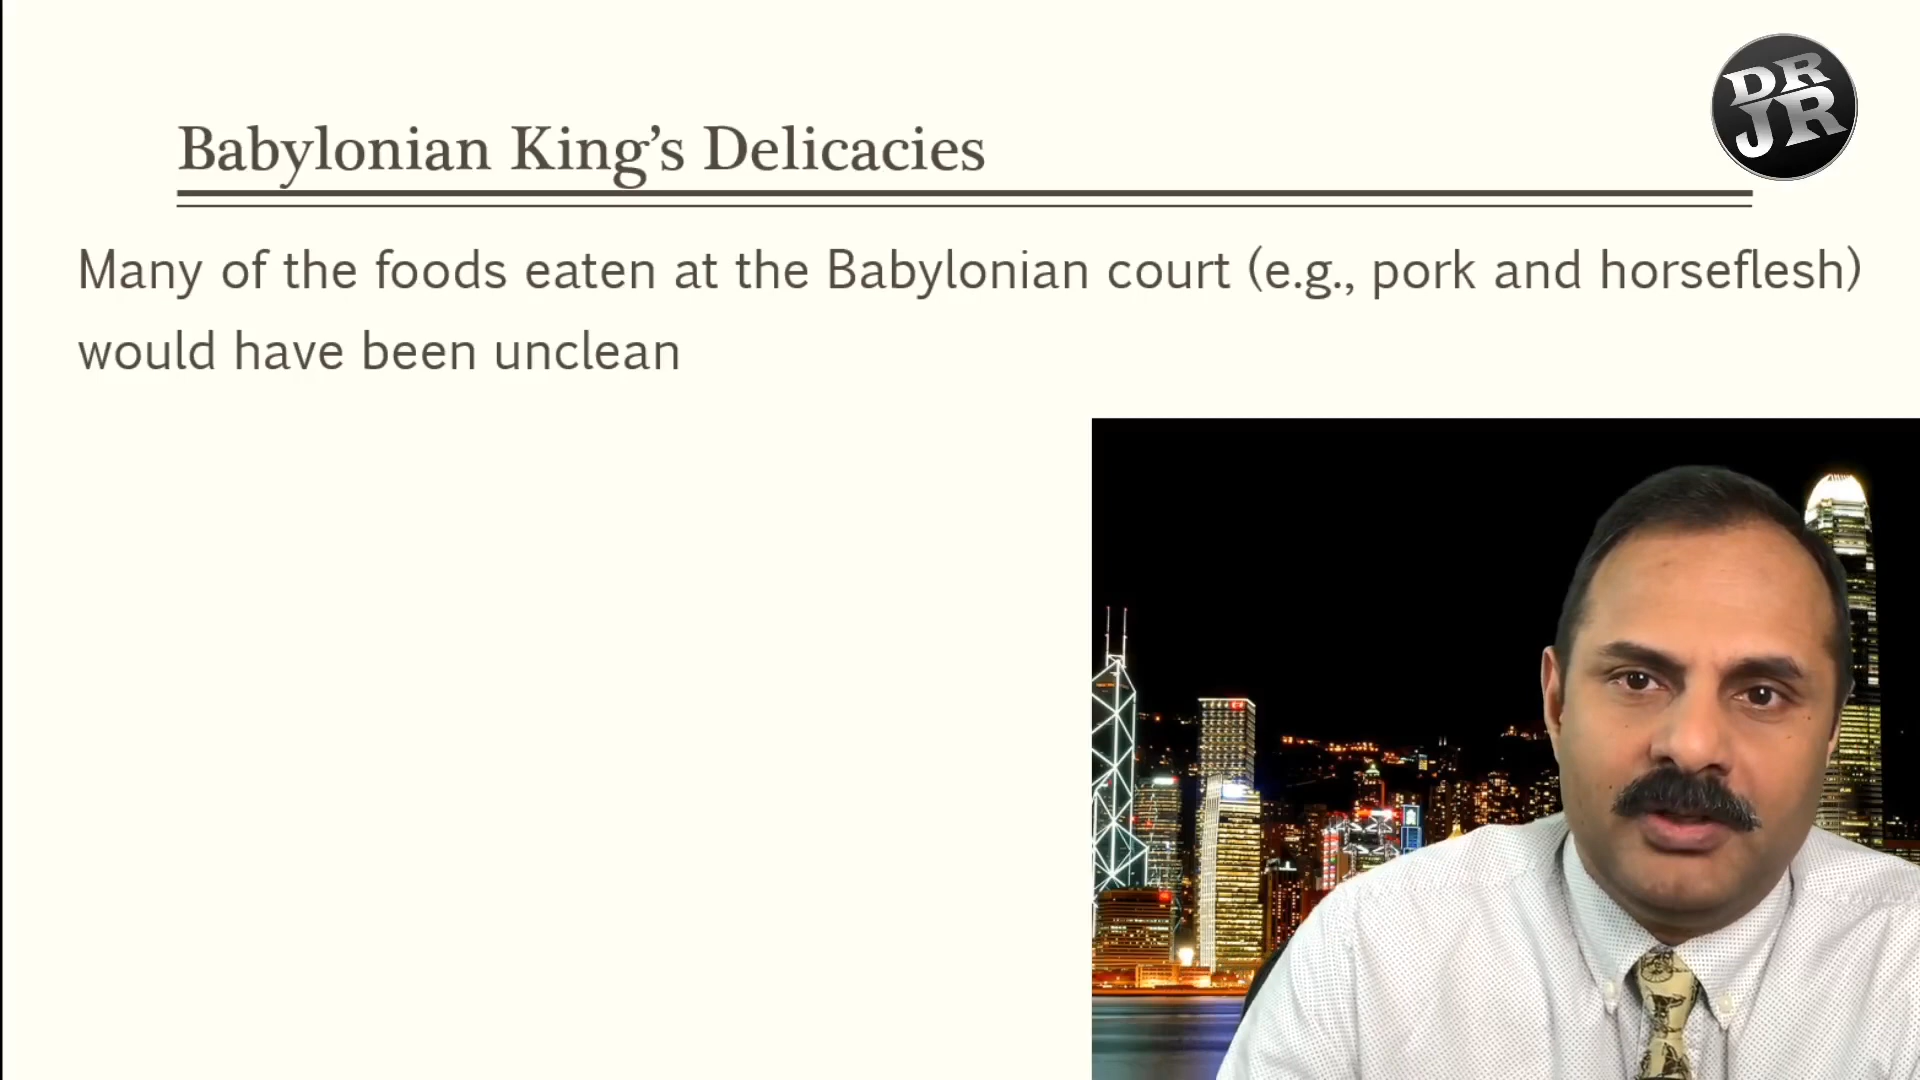 DR
JR
Babylonian King’s Delicacies
Many of the foods eaten at the Babylonian court (e.g., pork and horseflesh)
would have been unclean